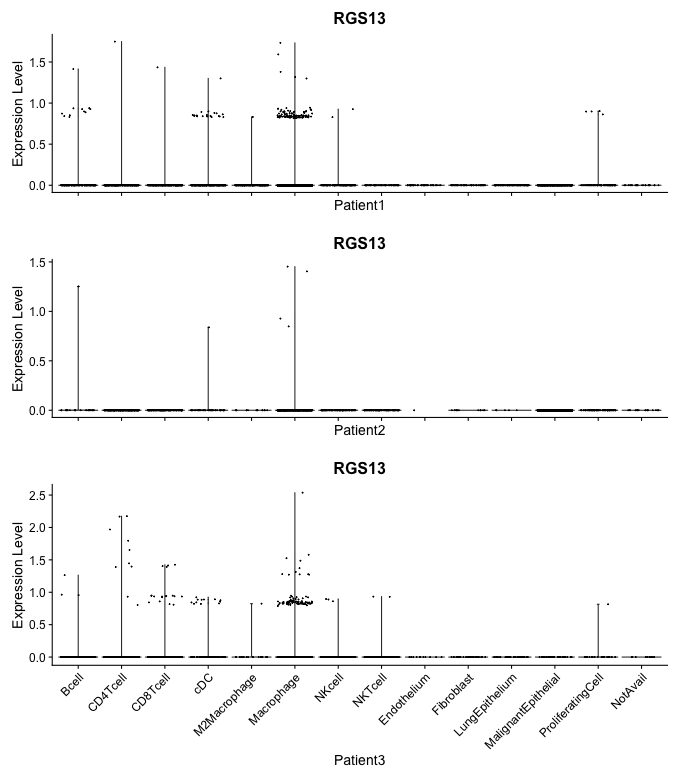 RGS13
Expression Level
1.5
1.0
0.5
0.0
Patient1
RGS13
Expression Level
1.5
1.0
0.5
0.0
Patient2
RGS13
Expression Level
2.5
2.0
1.5
1.0
0.5
0.0
Bcell
CD4Tcell
CD8Tcell
cDC
M2Macrophage
Macrophage
NKcell
NKTcell
Endothelium
Fibroblast
LungEpithelium
MalignantEpithelial
ProliferatingCell
NotAvail
Patient3